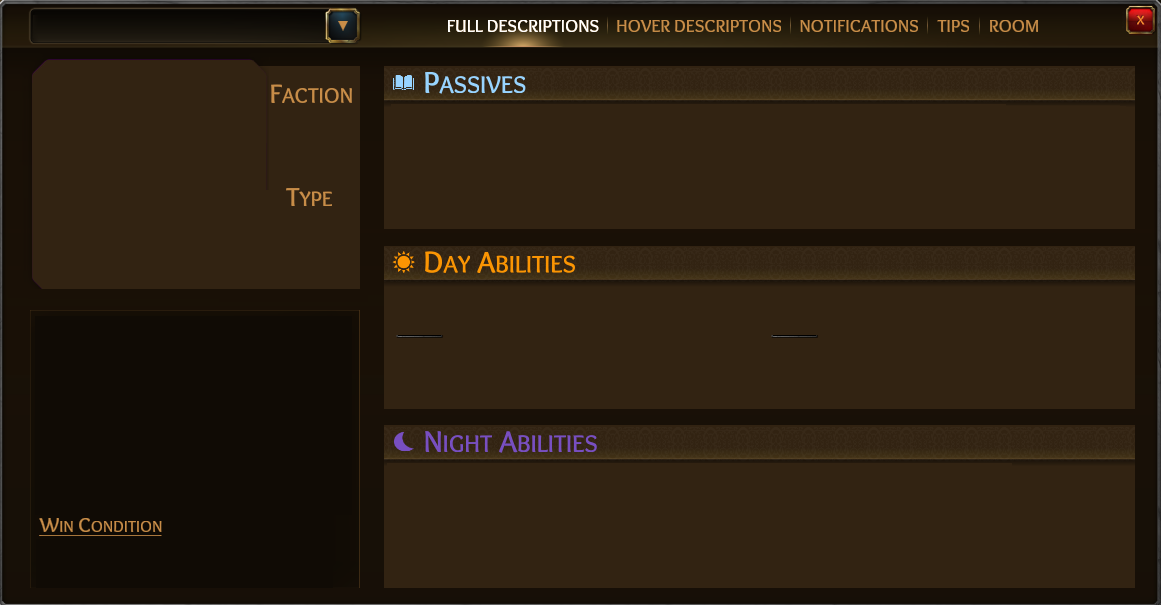 FULL DESCRIPTIONS HOVER DESCRIPTONS NOTIFICATIONS TIPS ROOM X
FACTION
TYPE
WIN CONDITION
PASSIVES
DAY ABILITIES
NIGHT ABILITIES